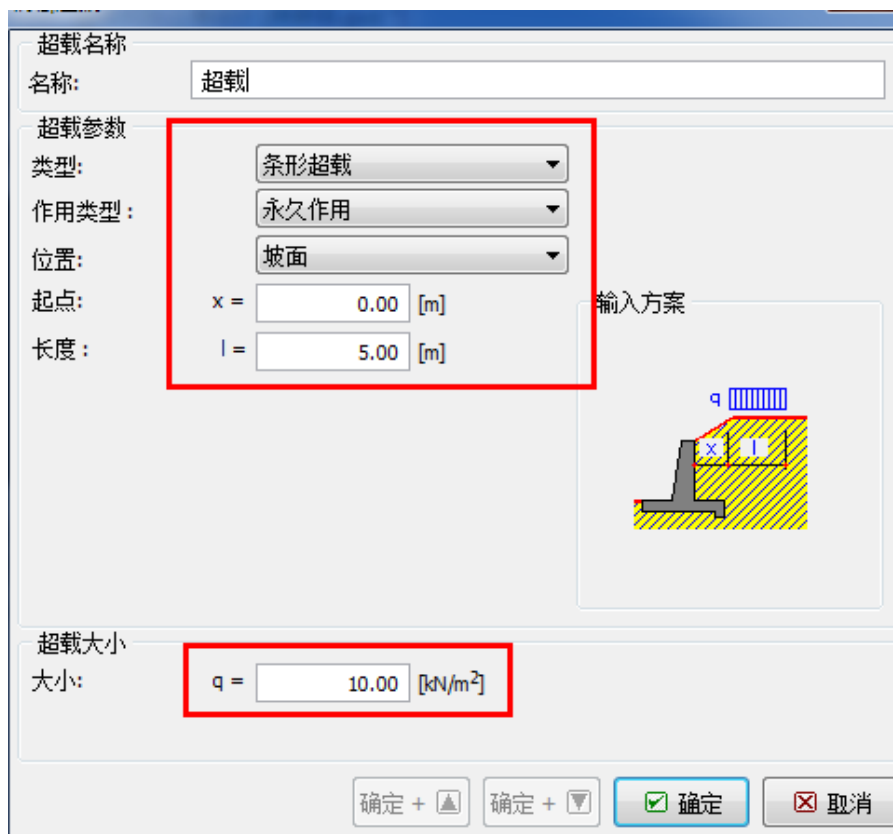 超载名称
名称: 超载
超载参数
类型: 条形超载
作用类型: 永久作用
位置: 坡面
起点: x = 0.00 [m]
长度: l = 5.00 [m]
输入方案
q
x l
超载大小
大小: q = 10.00 [kN/m²]
确定 + 确定 + 确定 取消